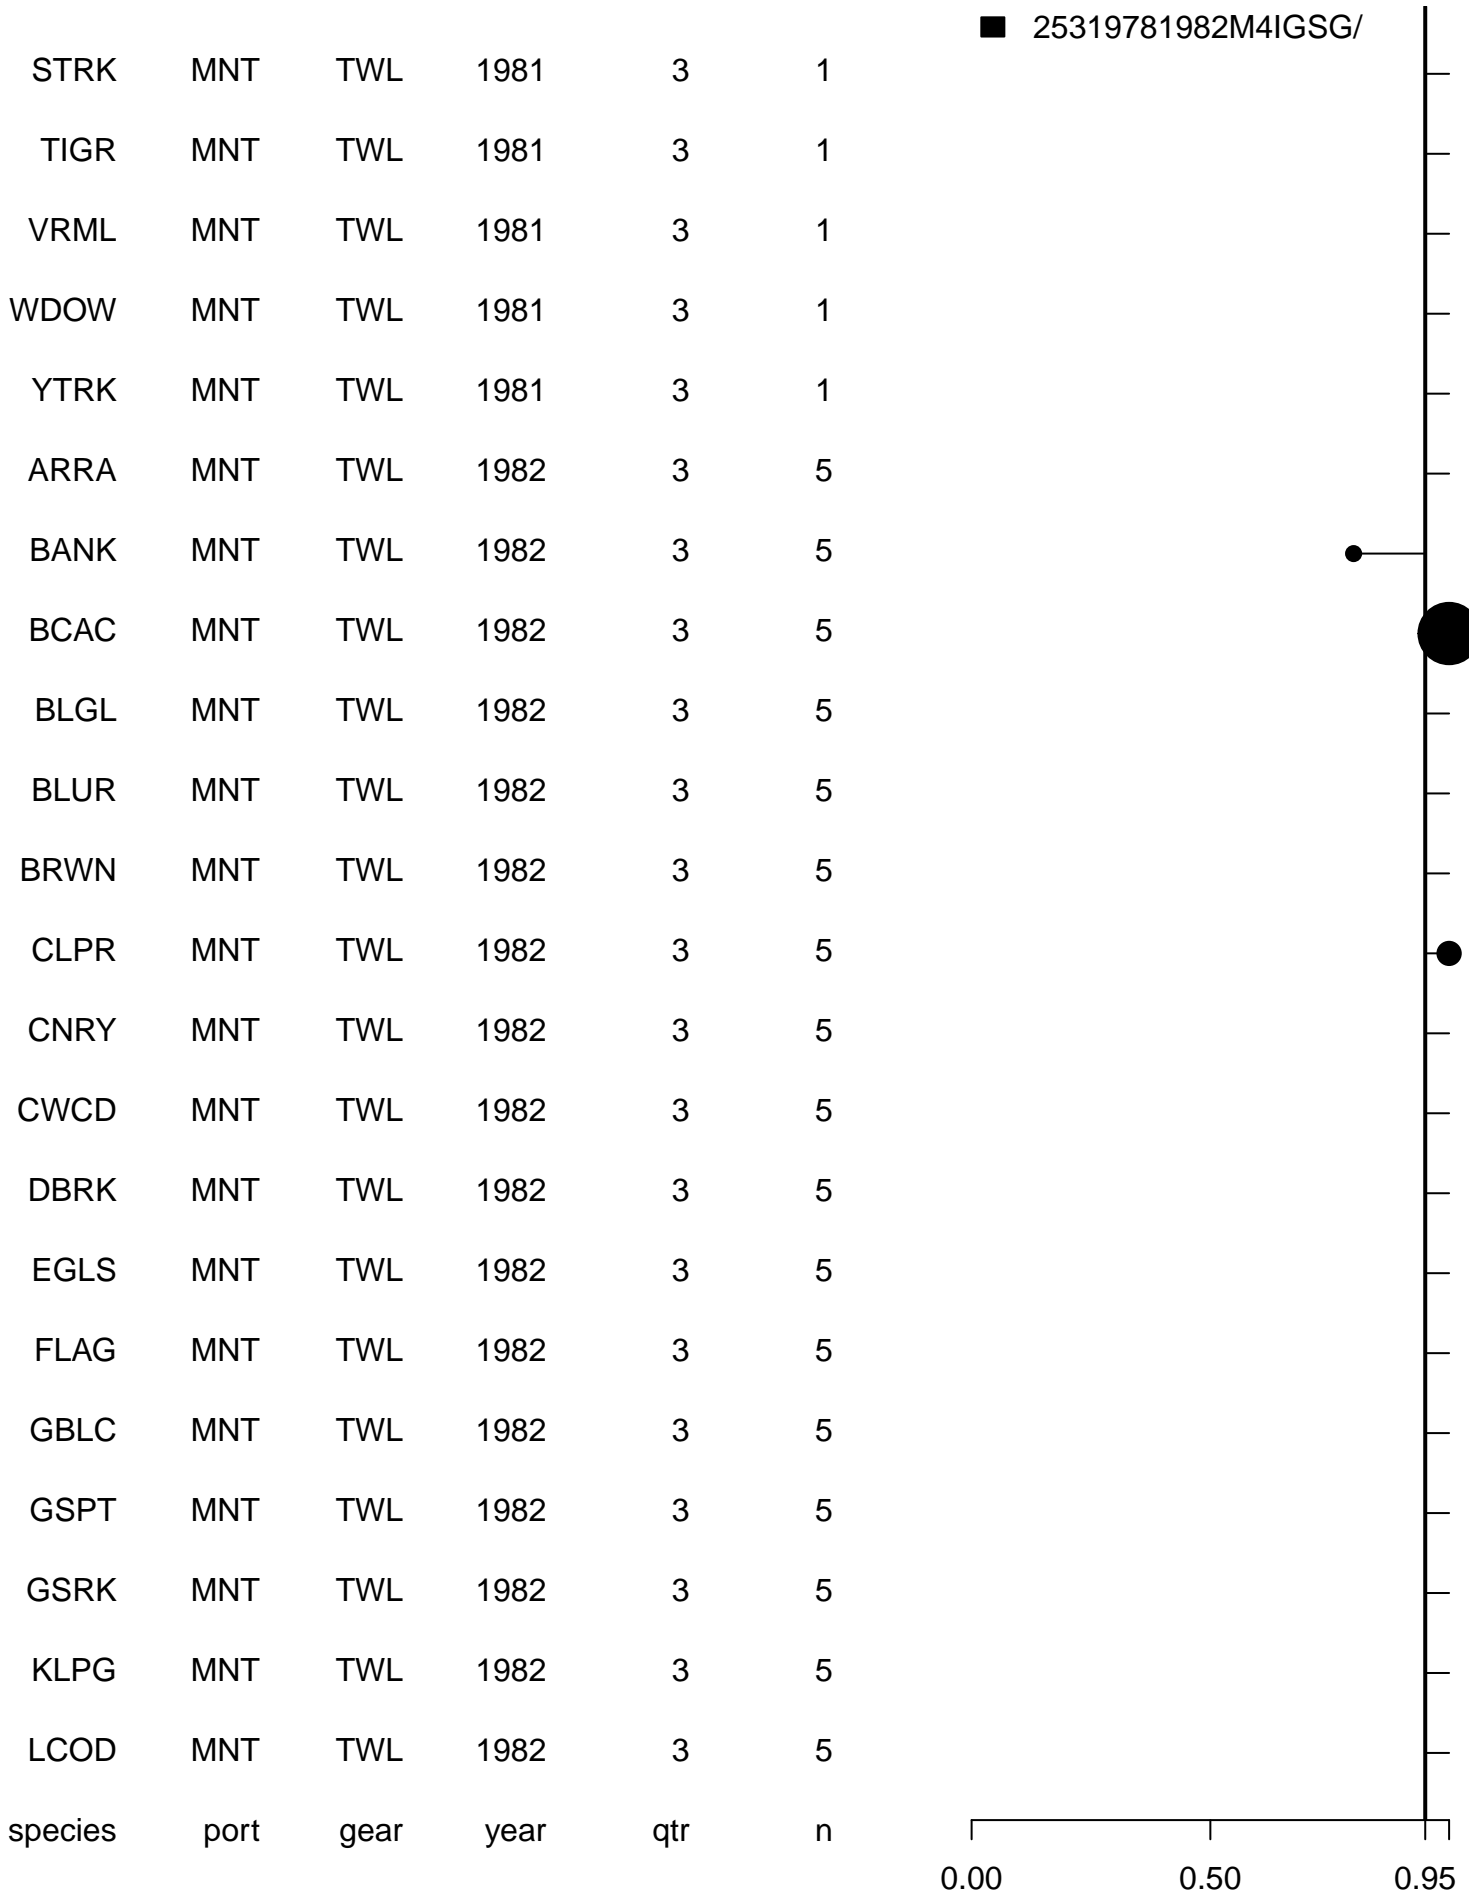 25319781982M4IGSG/
STRK MNT TWL 1981 3 1
TIGR MNT TWL 1981 3 1
VRML MNT TWL 1981 3 1
WDOW MNT TWL 1981 3 1
YTRK MNT TWL 1981 3 1
ARRA MNT TWL 1982 3 5
BANK MNT TWL 1982 3 5
BCAC MNT TWL 1982 3 5
BLGL MNT TWL 1982 3 5
BLUR MNT TWL 1982 3 5
BRWN MNT TWL 1982 3 5
CLPR MNT TWL 1982 3 5
CNRY MNT TWL 1982 3 5
CWCD MNT TWL 1982 3 5
DBRK MNT TWL 1982 3 5
EGLS MNT TWL 1982 3 5
FLAG MNT TWL 1982 3 5
GBLC MNT TWL 1982 3 5
GSPT MNT TWL 1982 3 5
GSRK MNT TWL 1982 3 5
KLPG MNT TWL 1982 3 5
LCOD MNT TWL 1982 3 5
species port gear year qtr n
0.00 0.50 0.95